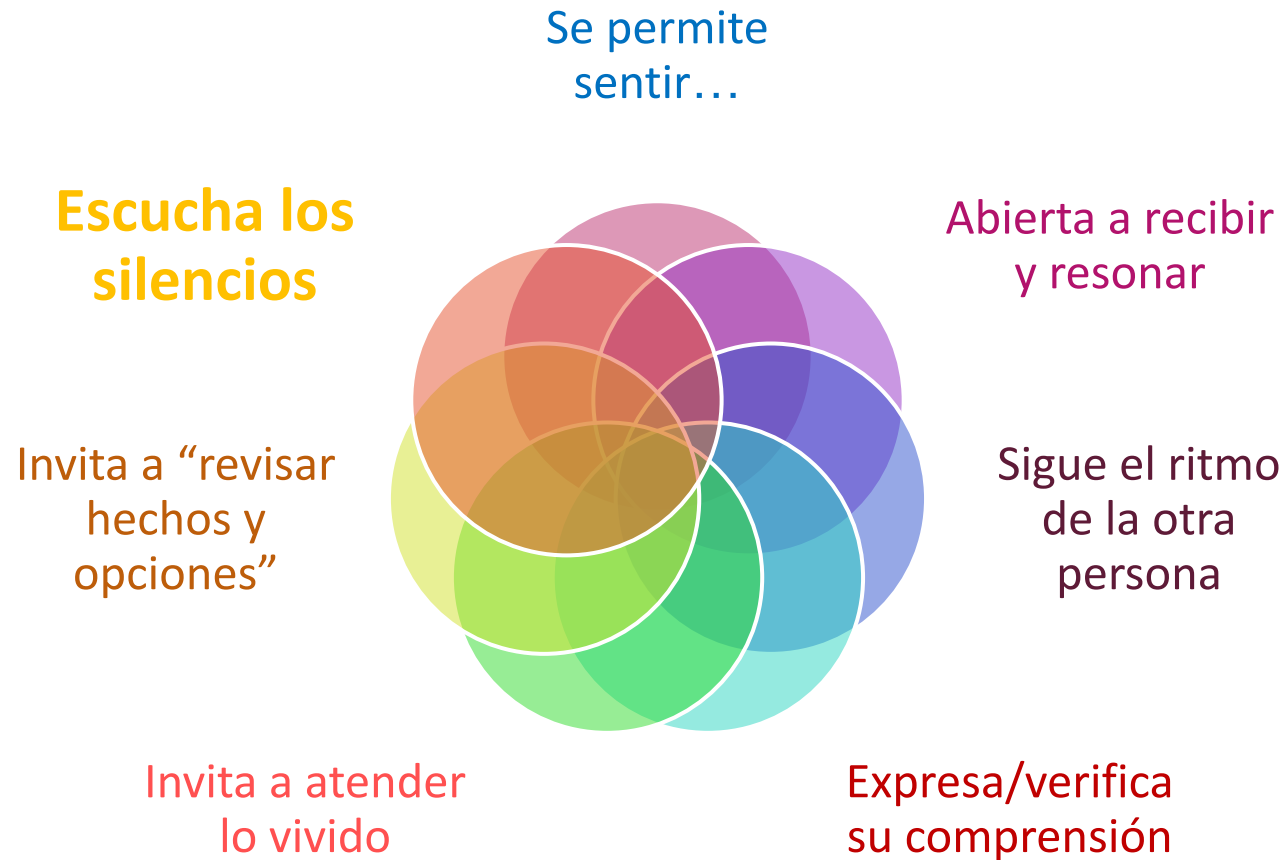 Se permite
sentir…
Escucha los
silencios
Abierta a recibir
y resonar
Invita a “revisar
hechos y
opciones”
Sigue el ritmo
de la otra
persona
Invita a atender
lo vivido
Expresa/verifica
su comprensión